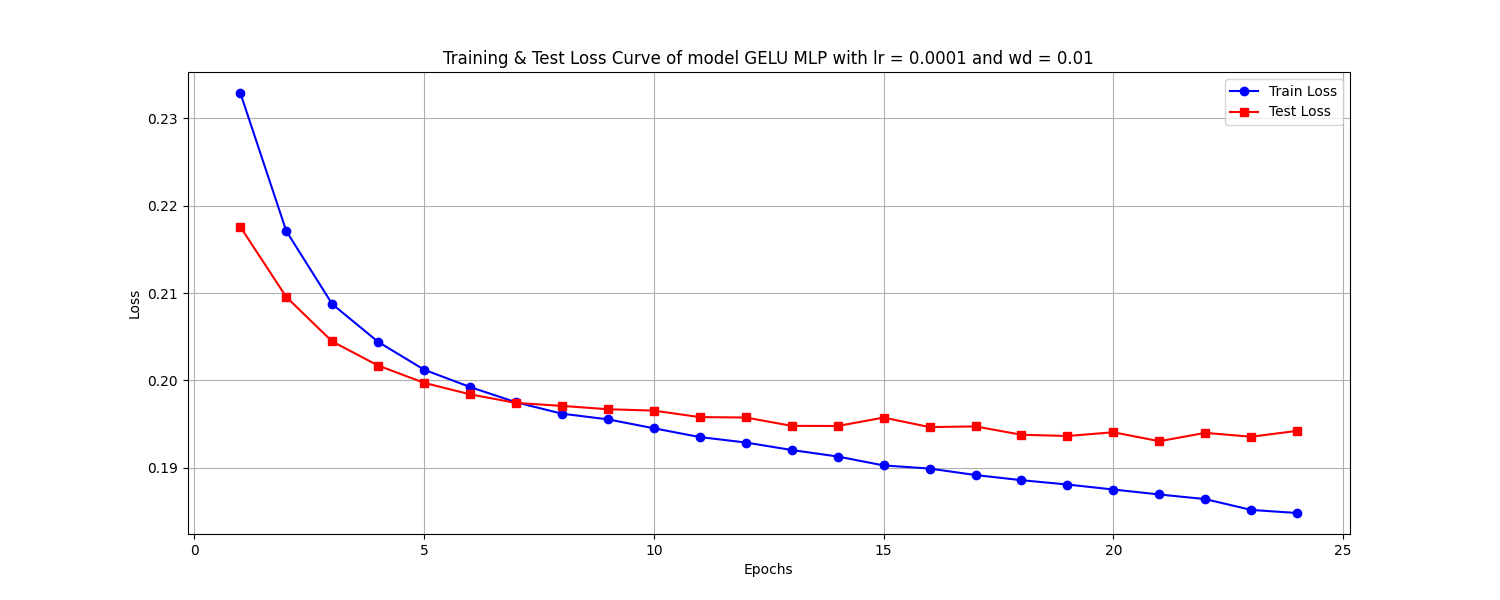 Training & Test Loss Curve of model GELU MLP with lr = 0.0001 and wd = 0.01
Train Loss
Test Loss
0.23
0.22
0.21
0.20
0.19
Loss
0 5 10 15 20 25
Epochs